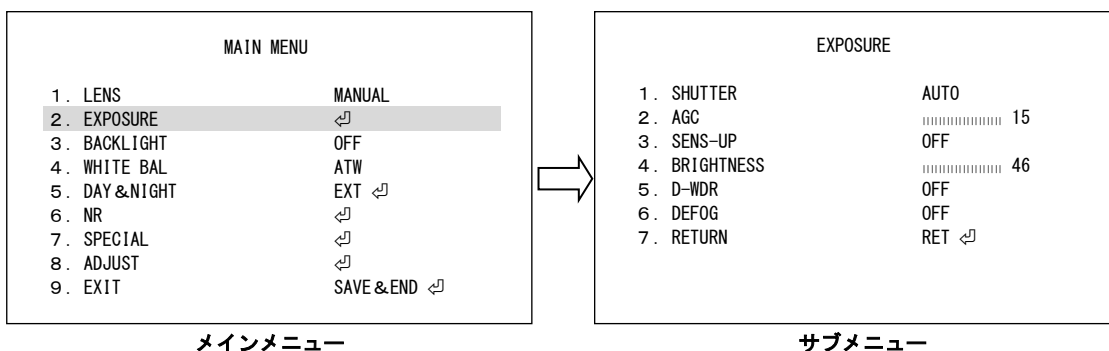 MAIN MENU
1. LENS MANUAL
2. EXPOSURE ⏎
3. BACKLIGHT OFF
4. WHITE BAL ATW
5. DAY&NIGHT EXT ⏎
6. NR ⏎
7. SPECIAL ⏎
8. ADJUST ⏎
9. EXIT SAVE&END ⏎
メインメニュー
EXPOSURE
1. SHUTTER AUTO
2. AGC 15
3. SENS-UP OFF
4. BRIGHTNESS 46
5. D-WDR OFF
6. DEFOG OFF
7. RETURN RET ⏎
サブメニュー